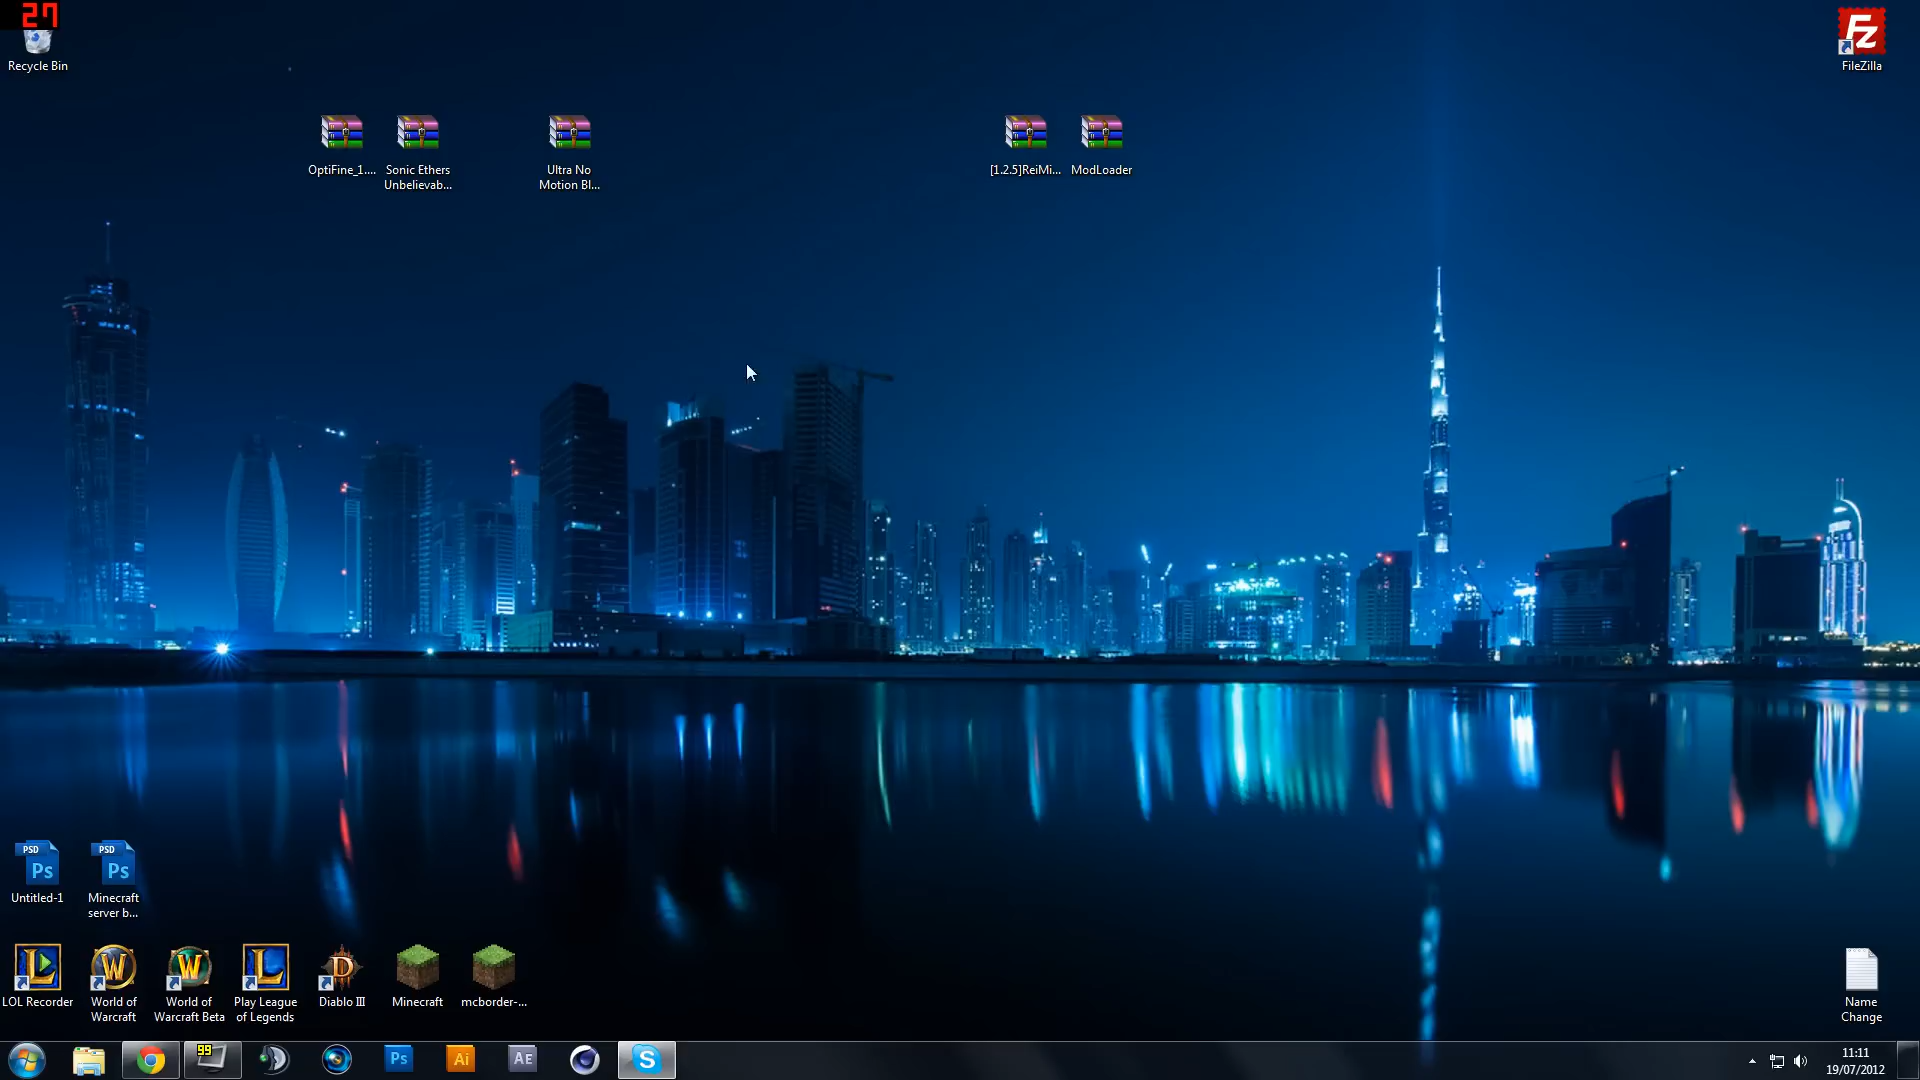 27
Recycle Bin
FileZilla
OptiFine_1....
Sonic Ethers
Unbelievab...
Ultra No
Motion Bl...
[1.2.5]ReiMi...
ModLoader
PSD
Ps
Untitled-1
PSD
Ps
Minecraft
server b...
LOL Recorder
World of
Warcraft
World of
Warcraft Beta
Play League
of Legends
Diablo III
Minecraft
mcborder-...
Name
Change
99
Ps
Ai
AE
11:11
19/07/2012